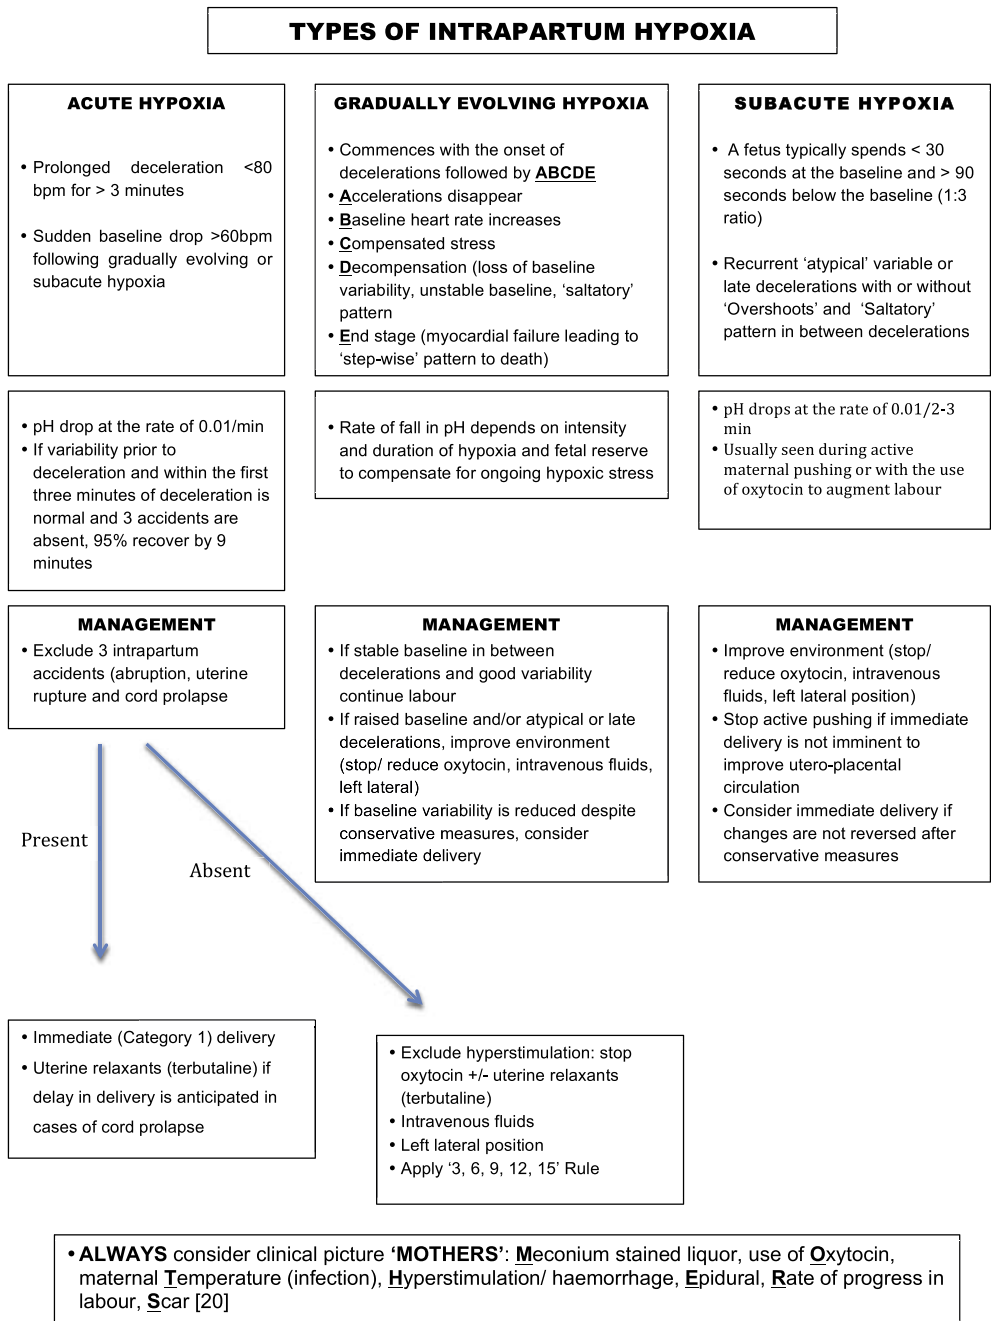 TYPES OF INTRAPARTUM HYPOXIA
ACUTE HYPOXIA
• Prolonged deceleration <80
bpm for > 3 minutes
• Sudden baseline drop >60bpm
following gradually evolving or
subacute hypoxia
GRADUALLY EVOLVING HYPOXIA
• Commences with the onset of
decelerations followed by ABCDE
• Accelerations disappear
• Baseline heart rate increases
• Compensated stress
• Decompensation (loss of baseline
variability, unstable baseline, ‘saltatory’
pattern
• End stage (myocardial failure leading to
‘step-wise’ pattern to death)
SUBACUTE HYPOXIA
• A fetus typically spends < 30
seconds at the baseline and > 90
seconds below the baseline (1:3
ratio)
• Recurrent ‘atypical’ variable or
late decelerations with or without
‘Overshoots’ and ‘Saltatory’
pattern in between decelerations
• pH drop at the rate of 0.01/min
• If variability prior to
deceleration and within the first
three minutes of deceleration is
normal and 3 accidents are
absent, 95% recover by 9
minutes
• Rate of fall in pH depends on intensity
and duration of hypoxia and fetal reserve
to compensate for ongoing hypoxic stress
• pH drops at the rate of 0.01/2-3
min
• Usually seen during active
maternal pushing or with the use
of oxytocin to augment labour
MANAGEMENT
• Exclude 3 intrapartum
accidents (abruption, uterine
rupture and cord prolapse
MANAGEMENT
• If stable baseline in between
decelerations and good variability
continue labour
• If raised baseline and/or atypical or late
decelerations, improve environment
(stop/ reduce oxytocin, intravenous fluids,
left lateral)
• If baseline variability is reduced despite
conservative measures, consider
immediate delivery
MANAGEMENT
• Improve environment (stop/
reduce oxytocin, intravenous
fluids, left lateral position)
• Stop active pushing if immediate
delivery is not imminent to
improve utero-placental
circulation
• Consider immediate delivery if
changes are not reversed after
conservative measures
Present
Absent
• Immediate (Category 1) delivery
• Uterine relaxants (terbutaline) if
delay in delivery is anticipated in
cases of cord prolapse
• Exclude hyperstimulation: stop
oxytocin +/- uterine relaxants
(terbutaline)
• Intravenous fluids
• Left lateral position
• Apply ‘3, 6, 9, 12, 15’ Rule
• ALWAYS consider clinical picture ‘MOTHERS’: Meconium stained liquor, use of Oxytocin,
maternal Temperature (infection), Hyperstimulation/ haemorrhage, Epidural, Rate of progress in
labour, Scar [20]